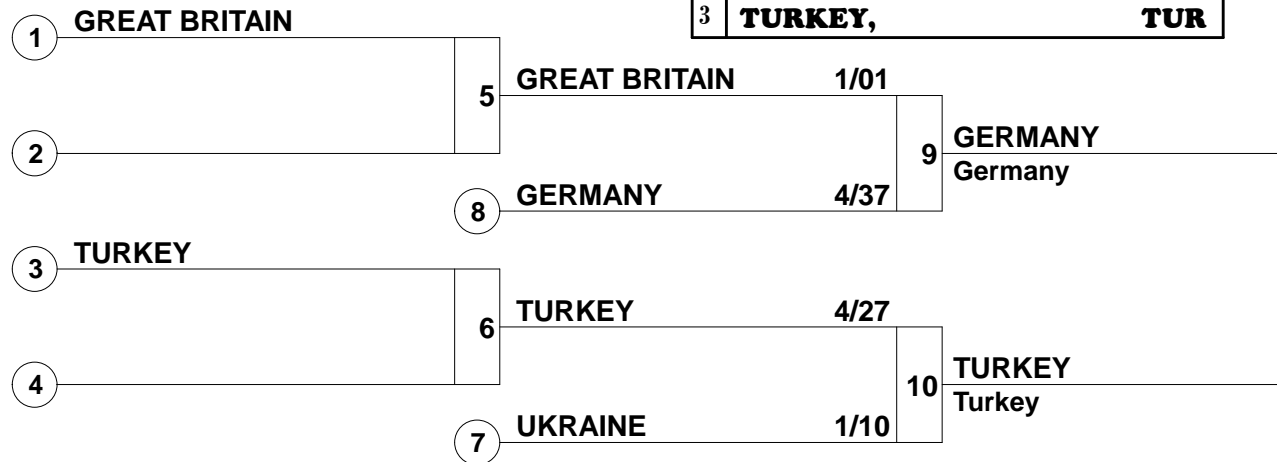 3 TURKEY, TUR
1 GREAT BRITAIN
5 GREAT BRITAIN 1/01
2
9 GERMANY
Germany
8 GERMANY 4/37
3 TURKEY
6 TURKEY 4/27
4
10 TURKEY
Turkey
7 UKRAINE 1/10